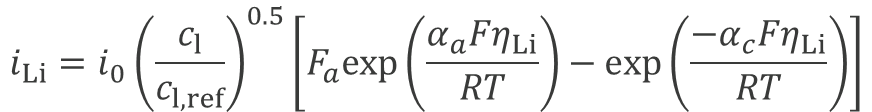 i_Li = i_0 (c_l / c_l,ref)^0.5 [F_a exp(α_a F η_Li / RT) − exp(−α_c F η_Li / RT)]